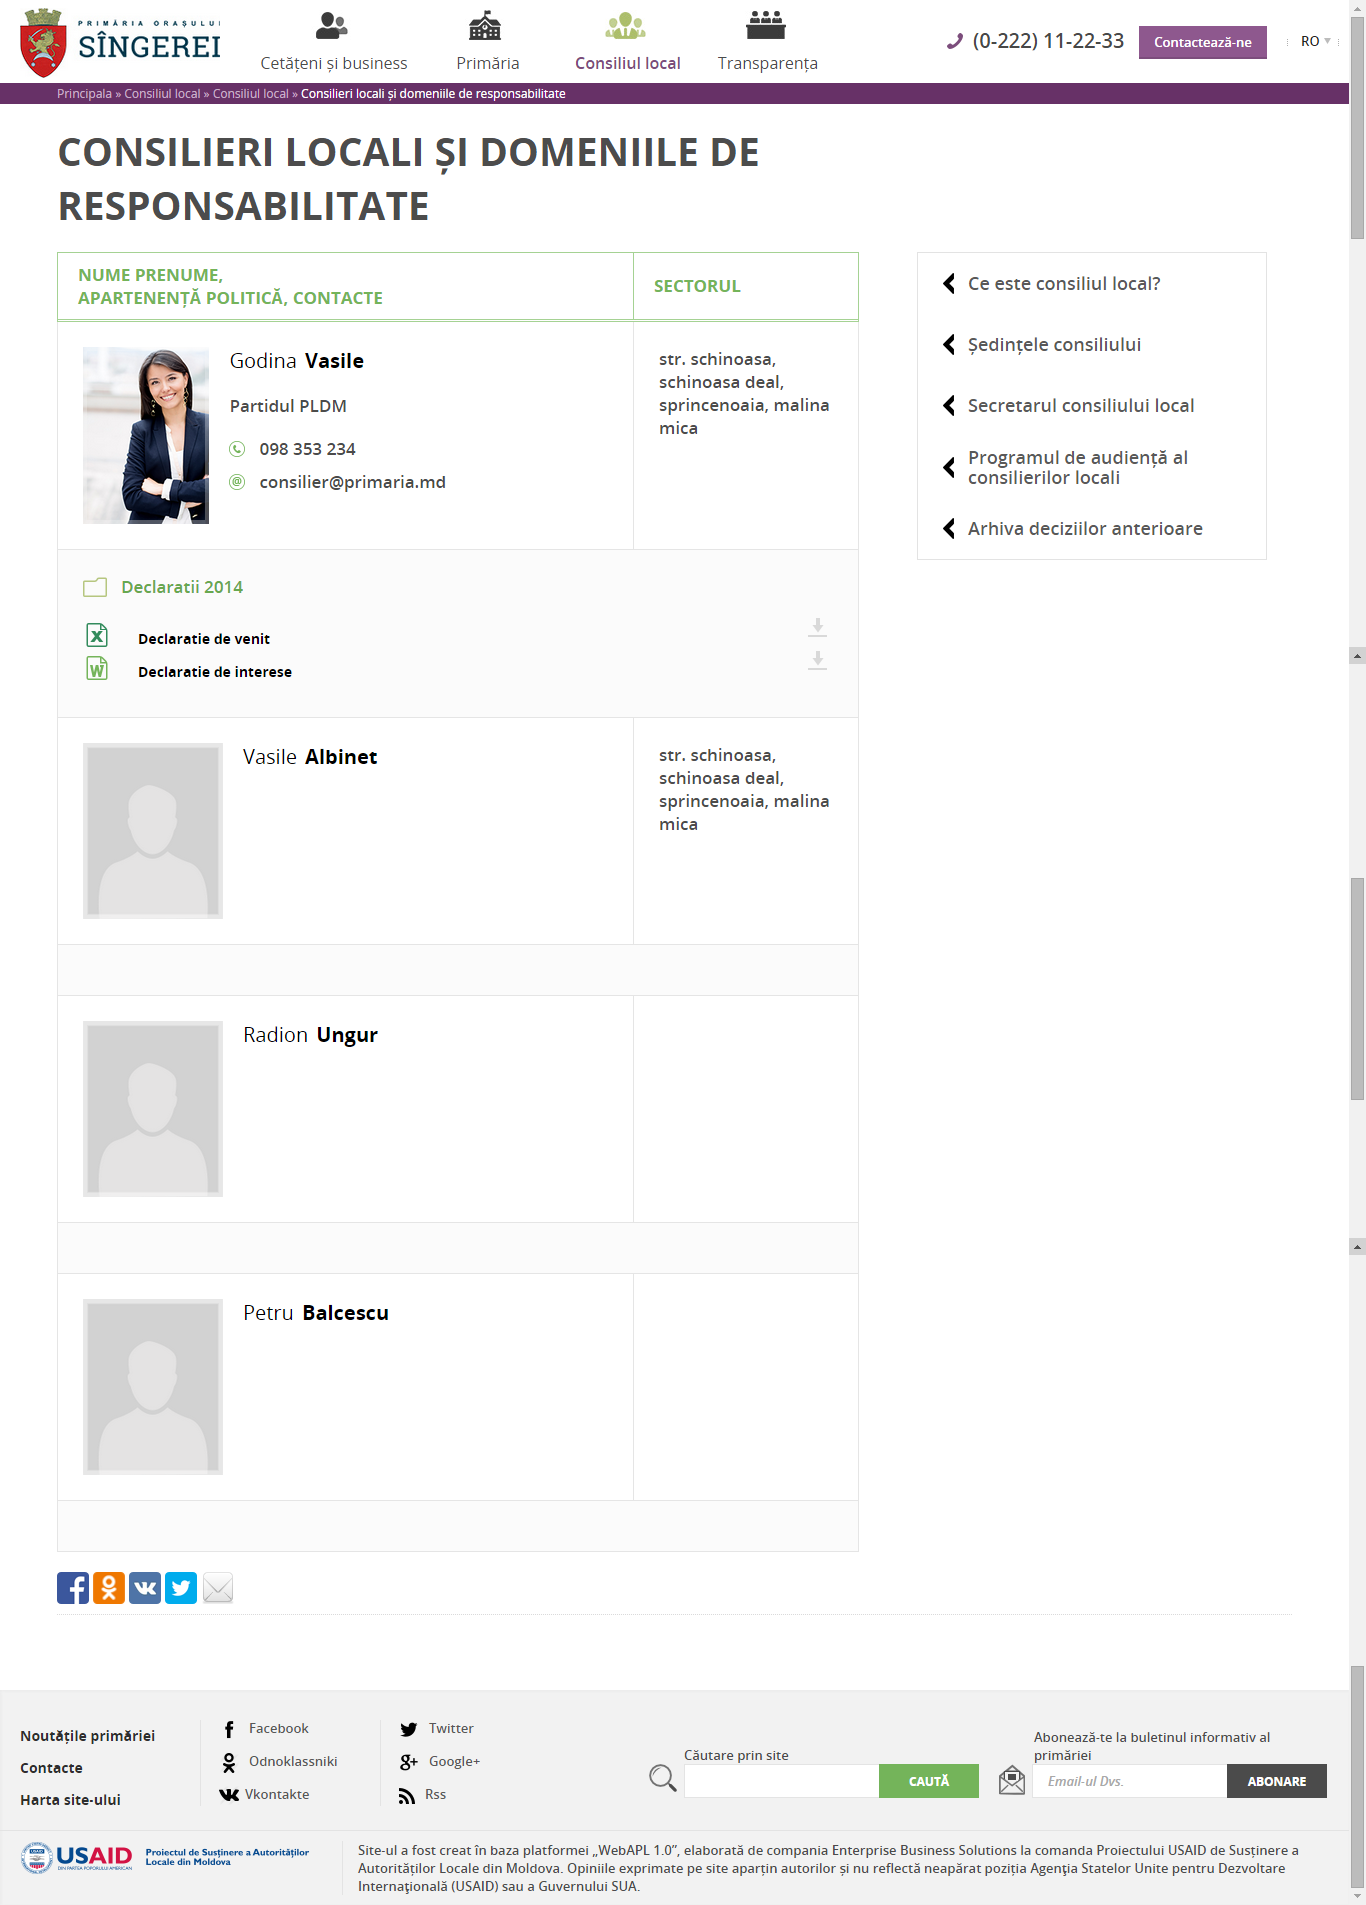 PRIMĂRIA ORAŞULUI
SÎNGEREI
Cetățeni și business
Primăria
Consiliul local
Transparența
(0-222) 11-22-33
Contactează-ne
RO
Principala » Consiliul local » Consiliul local » Consilieri locali și domeniile de responsabilitate
CONSILIERI LOCALI ȘI DOMENIILE DE
RESPONSABILITATE
NUME PRENUME,
APARTENENȚĂ POLITICĂ, CONTACTE
SECTORUL
Godina Vasile
Partidul PLDM
098 353 234
consilier@primaria.md
str. schinoasa,
schinoasa deal,
sprincenoaia, malina
mica
Declaratii 2014
Declaratie de venit
Declaratie de interese
Vasile Albinet
str. schinoasa,
schinoasa deal,
sprincenoaia, malina
mica
Radion Ungur
Petru Balcescu
Ce este consiliul local?
Ședințele consiliului
Secretarul consiliului local
Programul de audiență al
consilierilor locali
Arhiva deciziilor anterioare
Noutățile primăriei
Contacte
Harta site-ului
Facebook
Odnoklassniki
Vkontakte
Twitter
Google+
Rss
Căutare prin site
CAUTĂ
Abonează-te la buletinul informativ al
primăriei
Email-ul Dvs.
ABONARE
USAID
DIN PARTEA POPORULUI AMERICAN
Proiectul de Susținere a Autorităților
Locale din Moldova
Site-ul a fost creat în baza platformei „WebAPL 1.0”, elaborată de compania Enterprise Business Solutions la comanda Proiectului USAID de Susținere a
Autorităților Locale din Moldova. Opiniile exprimate pe site aparțin autorilor și nu reflectă neapărat poziția Agenția Statelor Unite pentru Dezvoltare
Internațională (USAID) sau a Guvernului SUA.